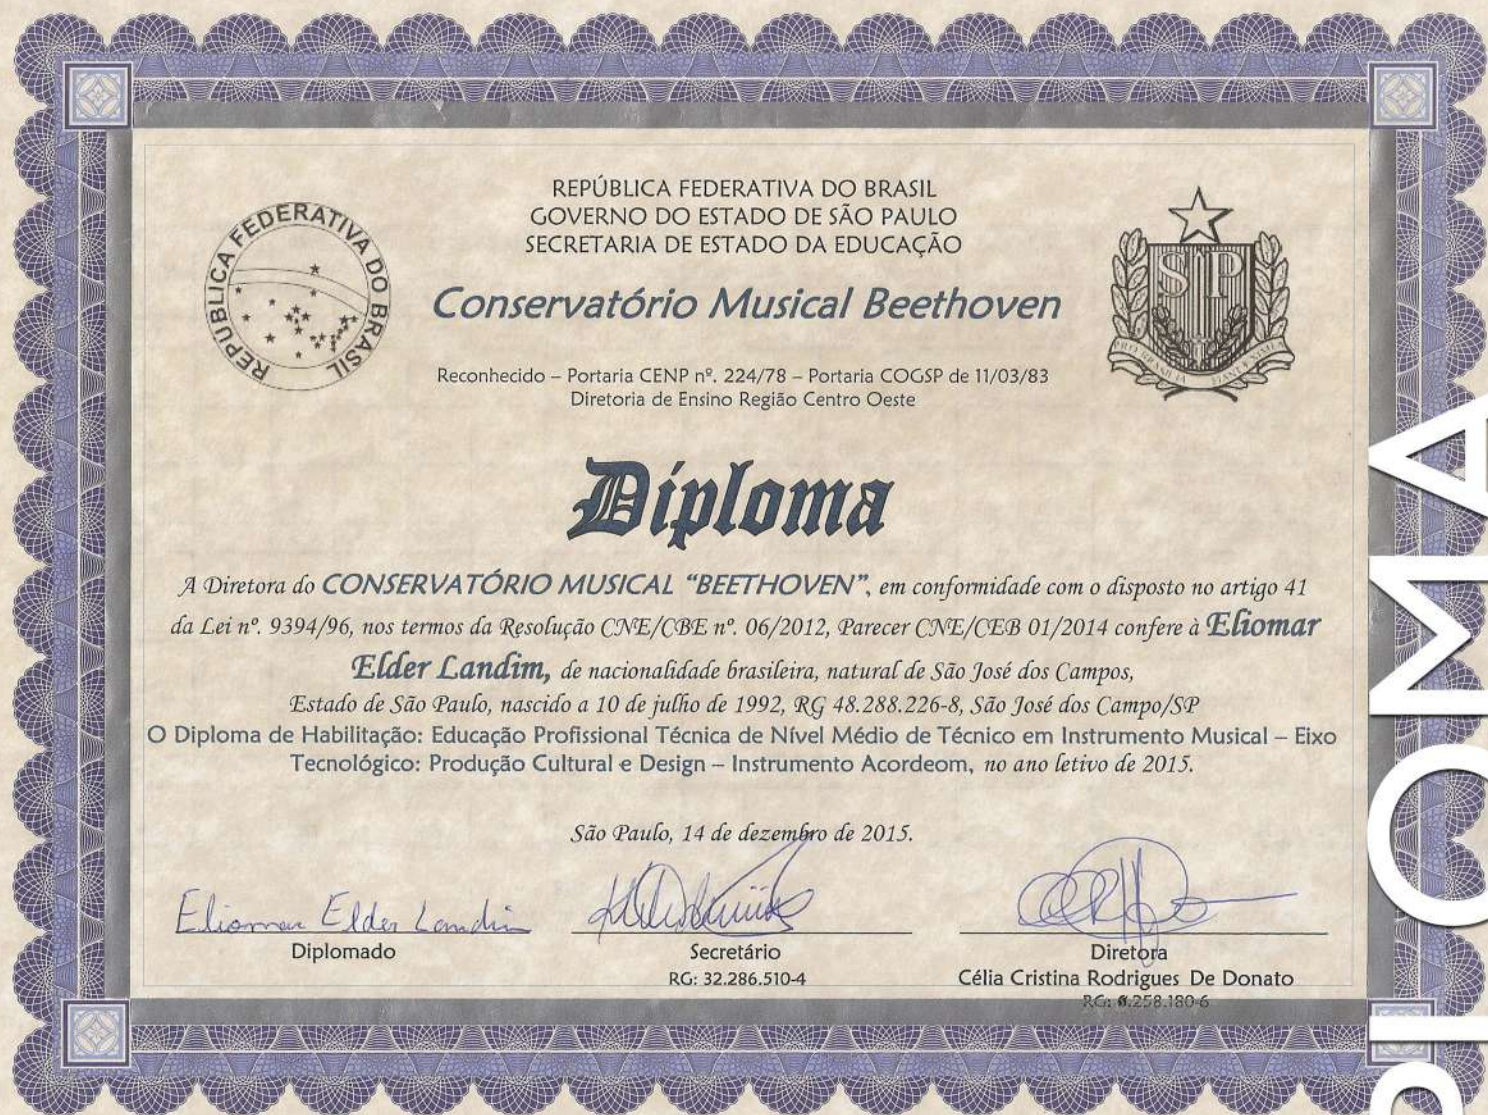 REPÚBLICA FEDERATIVA DO BRASIL
GOVERNO DO ESTADO DE SÃO PAULO
SECRETARIA DE ESTADO DA EDUCAÇÃO
REPÚBLICA FEDERATIVA DO BRASIL
SP
Conservatório Musical Beethoven
Reconhecido – Portaria CENP nº. 224/78 – Portaria COGSP de 11/03/83
Diretoria de Ensino Região Centro Oeste
Diploma
A Diretora do CONSERVATÓRIO MUSICAL “BEETHOVEN”, em conformidade com o disposto no artigo 41
da Lei nº. 9394/96, nos termos da Resolução CNE/CBE nº. 06/2012, Parecer CNE/CEB 01/2014 confere à Eliomar
Elder Landim, de nacionalidade brasileira, natural de São José dos Campos,
Estado de São Paulo, nascido a 10 de julho de 1992, RG 48.288.226-8, São José dos Campo/SP
O Diploma de Habilitação: Educação Profissional Técnica de Nível Médio de Técnico em Instrumento Musical – Eixo
Tecnológico: Produção Cultural e Design – Instrumento Acordeom, no ano letivo de 2015.
São Paulo, 14 de dezembro de 2015.
Eliomar Elder Landim
Diplomado
Secretário
RG: 32.286.510-4
Diretora
Célia Cristina Rodrigues De Donato
RG:
PLOMA